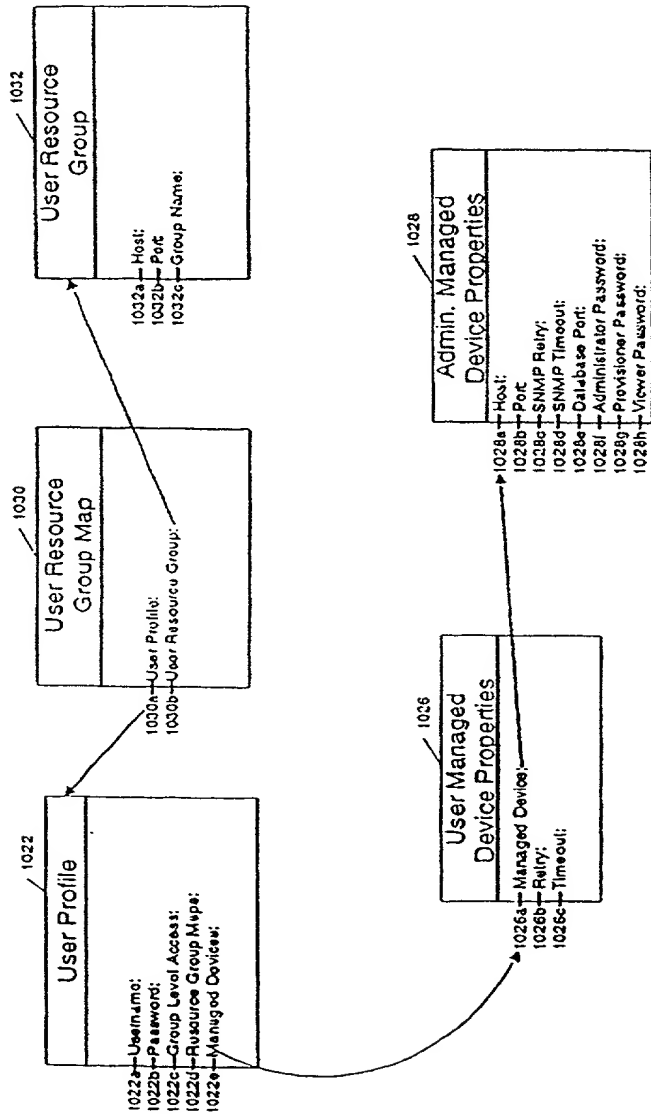 1022
User Profile
1022a Username:
1022b Password:
1022c Group Level Access:
1022d Resource Group Maps:
1022e Managed Devices:
1030
User Resource
Group Map
1030a User Profile:
1030b User Resource Group:
1032
User Resource
Group
1032a Host:
1032b Port
1032c Group Name:
1026
User Managed
Device Properties
1026a Managed Device:
1026b Retry:
1026c Timeout:
1028
Admin. Managed
Device Properties
1028a Host:
1028b Port
1028c SNMP Retry:
1028d SNMP Timeout:
1028e Database Port:
1028f Administrator Password:
1028g Provisioner Password:
1028h Viewer Password: